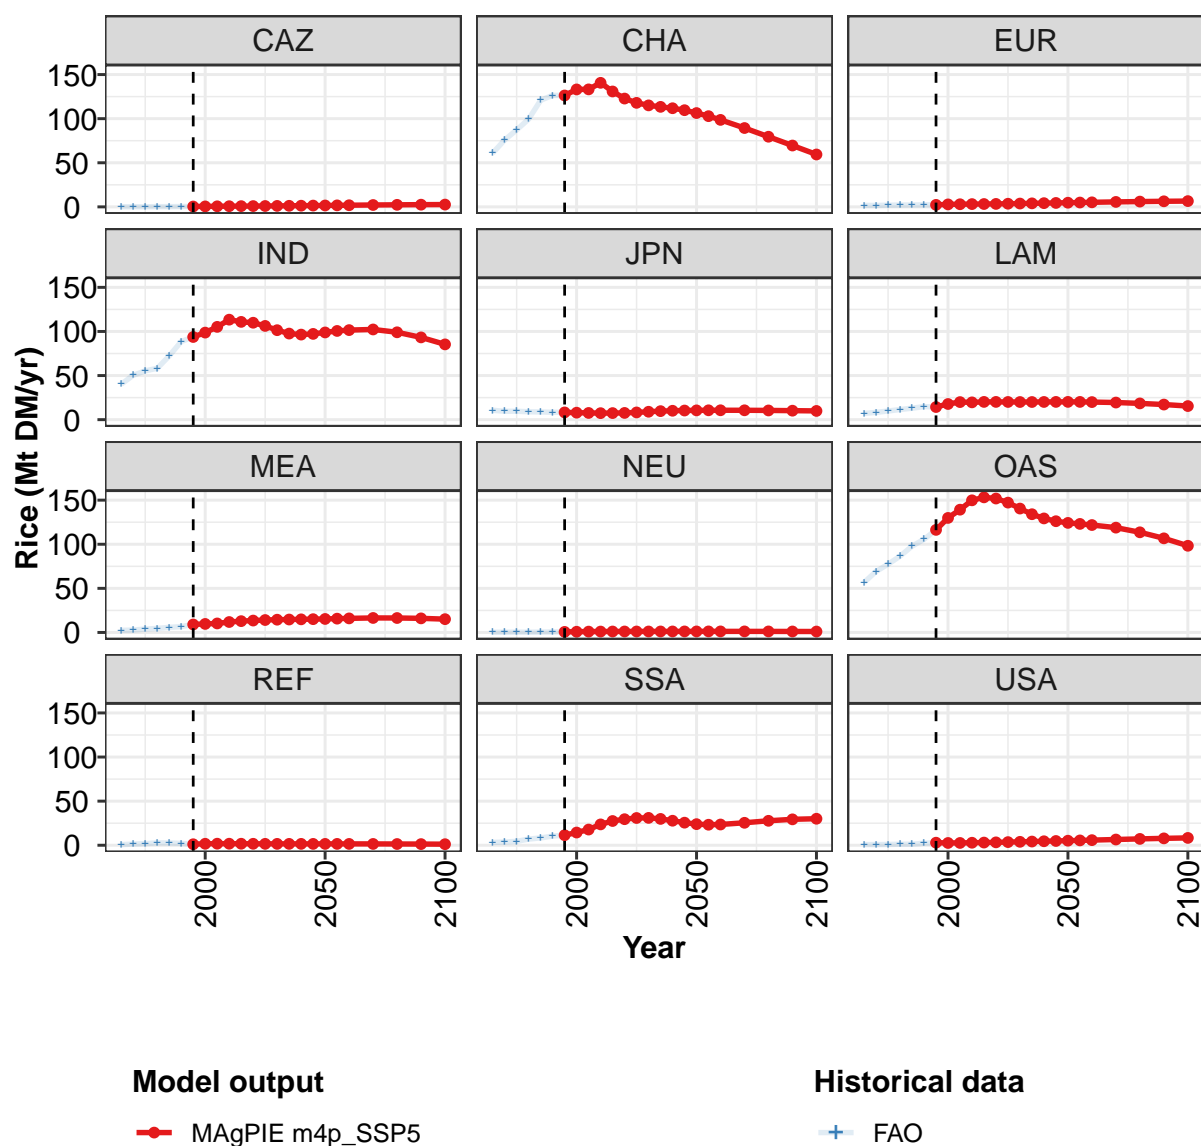 CAZ CHA EUR
150
100
50
0
IND JPN LAM
150
100
50
0
MEA NEU OAS
150
100
50
0
REF SSA USA
150
100
50
0
2000 2050 2100 2000 2050 2100 2000 2050 2100
Rice (Mt DM/yr)
Year
Model output Historical data
MAgPIE m4p_SSP5 FAO